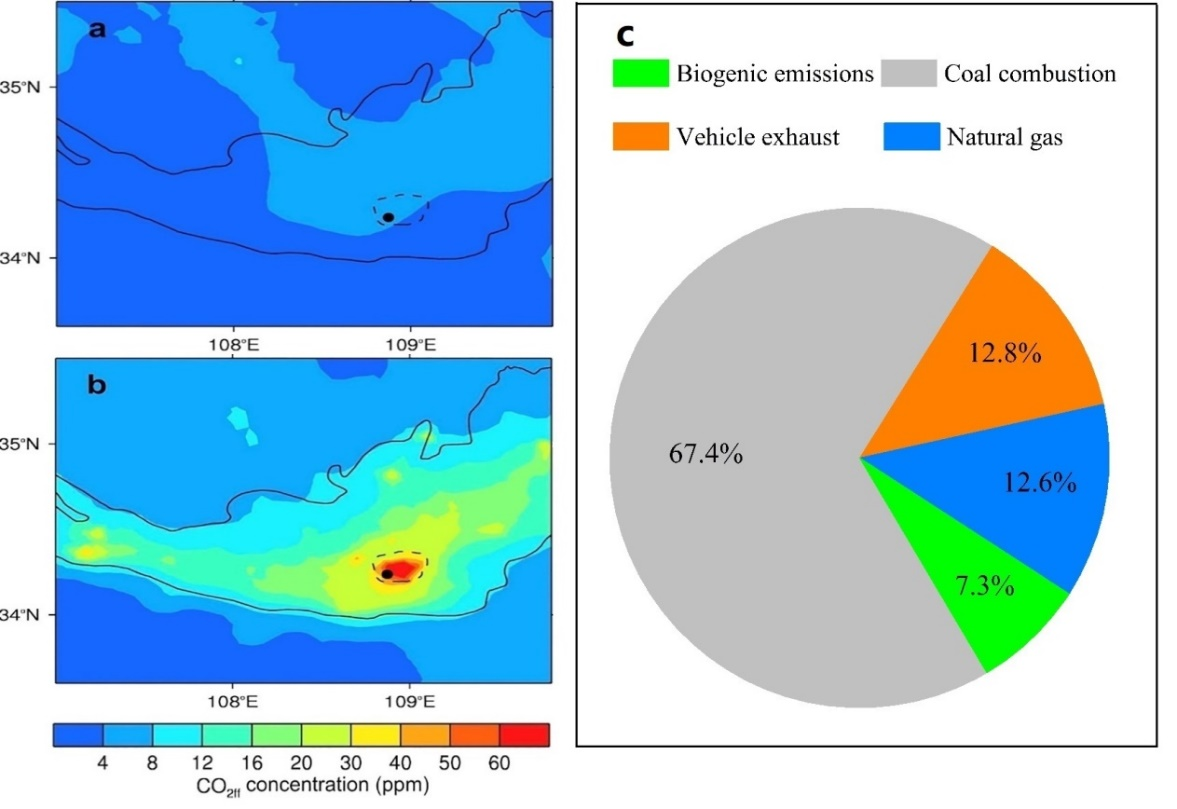 a
35°N
34°N
108°E 109°E
b
35°N
34°N
108°E 109°E
4 8 12 16 20 30 40 50 60
CO2ff concentration (ppm)
c
Biogenic emissions Coal combustion
Vehicle exhaust Natural gas
12.8%
67.4%
12.6%
7.3%